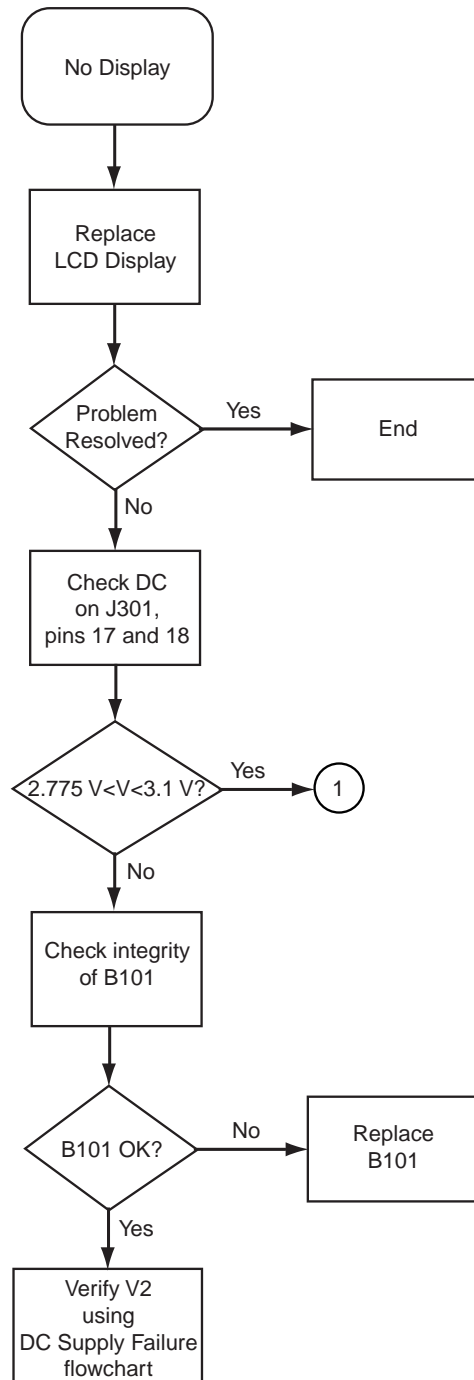 No Display
Replace
LCD Display
Problem
Resolved?
Yes
End
No
Check DC
on J301,
pins 17 and 18
2.775 V<V<3.1 V?
Yes
1
No
Check integrity
of B101
B101 OK?
No
Replace
B101
Yes
Verify V2
using
DC Supply Failure
flowchart